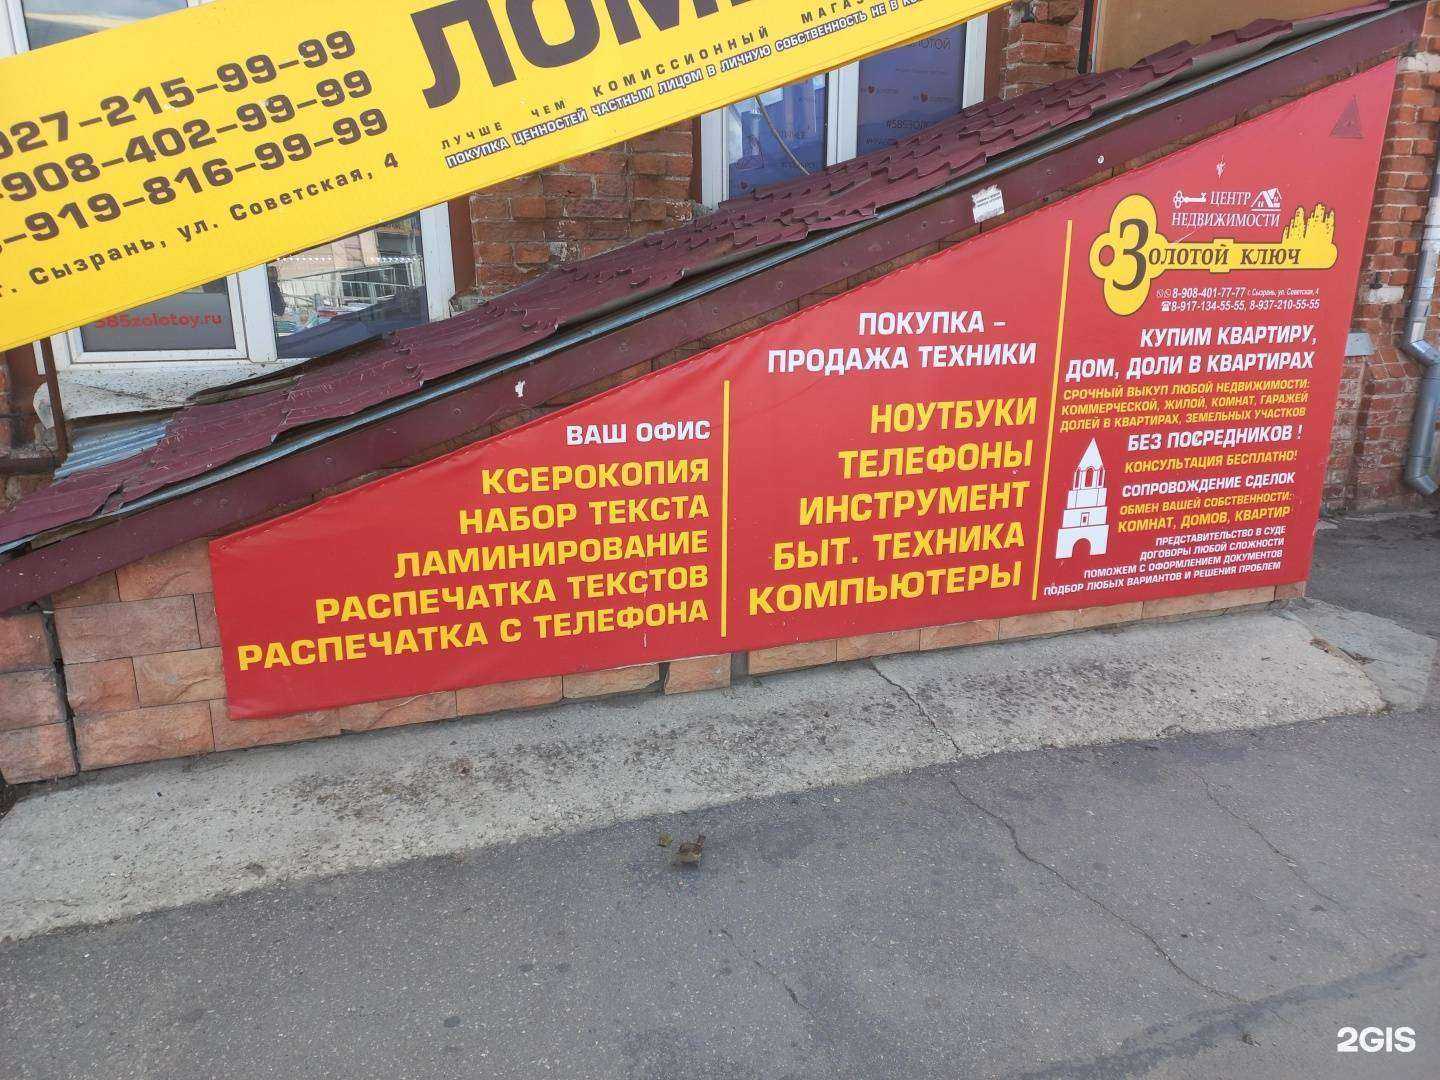 027-215-99-99
-908-402-99-99
-919-816-99-99
г. Сызрань, ул. Советская, 4
ЛУЧШЕ ЧЕМ КОМИССИОННЫЙ
ПОКУПКА ЦЕННОСТЕЙ ЧАСТНЫМ ЛИЦОМ В ЛИЧНУЮ СОБСТВЕННОСТЬ НЕ В
585zolotoy.ru
ВАШ ОФИС
КСЕРОКОПИЯ
НАБОР ТЕКСТА
ЛАМИНИРОВАНИЕ
РАСПЕЧАТКА ТЕКСТОВ
РАСПЕЧАТКА С ТЕЛЕФОНА
ПОКУПКА -
ПРОДАЖА ТЕХНИКИ
НОУТБУКИ
ТЕЛЕФОНЫ
ИНСТРУМЕНТ
БЫТ. ТЕХНИКА
КОМПЬЮТЕРЫ
ЦЕНТР
НЕДВИЖИМОСТИ
Золотой ключ
8-908-401-77-77 г. Сызрань, ул. Советская, 4
8-917-134-55-55, 8-937-210-55-55
КУПИМ КВАРТИРУ,
ДОМ, ДОЛИ В КВАРТИРАХ
СРОЧНЫЙ ВЫКУП ЛЮБОЙ НЕДВИЖИМОСТИ:
КОММЕРЧЕСКОЙ, ЖИЛОЙ, КОМНАТ, ГАРАЖЕЙ
ДОЛЕЙ В КВАРТИРАХ, ЗЕМЕЛЬНЫХ УЧАСТКОВ
БЕЗ ПОСРЕДНИКОВ !
КОНСУЛЬТАЦИЯ БЕСПЛАТНО!
СОПРОВОЖДЕНИЕ СДЕЛОК
ОБМЕН ВАШЕЙ СОБСТВЕННОСТИ:
КОМНАТ, ДОМОВ, КВАРТИР
ПРЕДСТАВИТЕЛЬСТВО В СУДЕ
ДОГОВОРЫ ЛЮБОЙ СЛОЖНОСТИ
ПОМОЖЕМ С ОФОРМЛЕНИЕМ ДОКУМЕНТОВ
ПОДБОР ЛЮБЫХ ВАРИАНТОВ И РЕШЕНИЯ ПРОБЛЕМ
2GIS